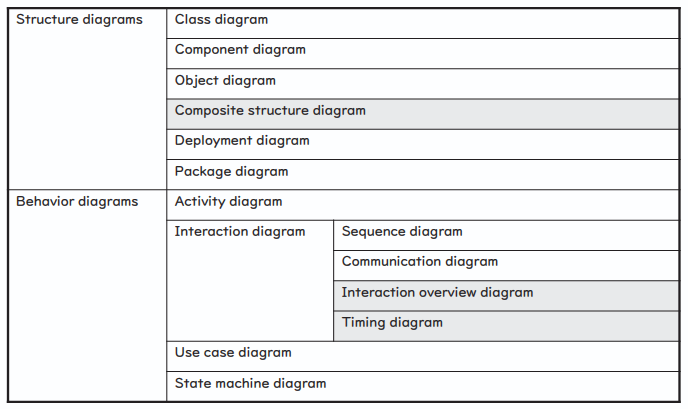 Structure diagrams
Class diagram
Component diagram
Object diagram
Composite structure diagram
Deployment diagram
Package diagram
Behavior diagrams
Activity diagram
Interaction diagram
Sequence diagram
Communication diagram
Interaction overview diagram
Timing diagram
Use case diagram
State machine diagram